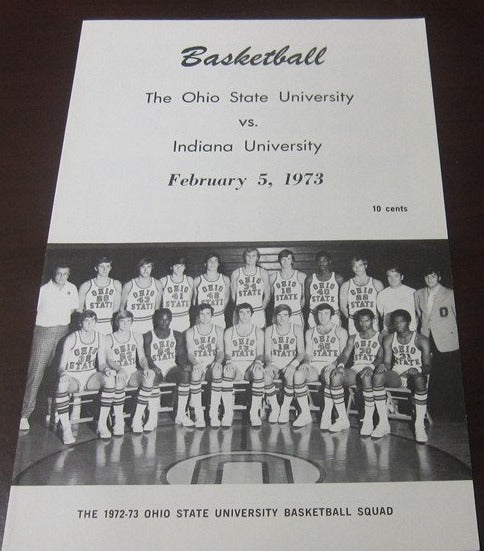 Basketball
The Ohio State University
vs.
Indiana University
February 5, 1973
10 cents
THE 1972-73 OHIO STATE UNIVERSITY BASKETBALL SQUAD